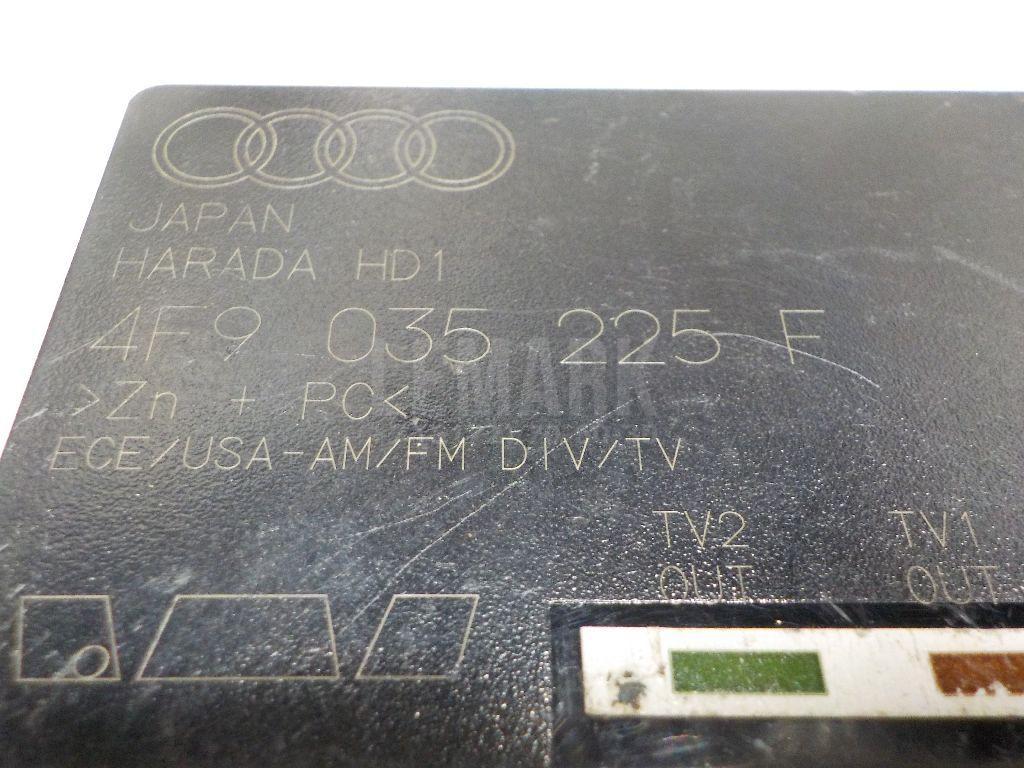 JAPAN
HARADA HD1
4F9 035 225 F
>Zn + PC<
ECE/USA-AM/FM DIV/TV
TV2 TV1
OUT OUT